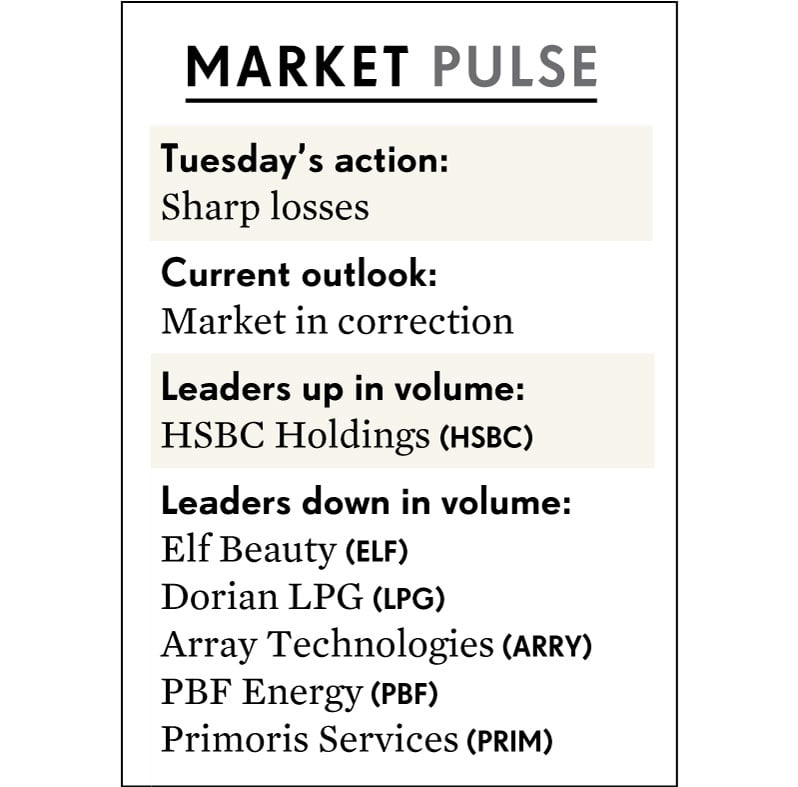 MARKET PULSE
Tuesday's action:
Sharp losses
Current outlook:
Market in correction
Leaders up in volume:
HSBC Holdings (HSBC)
Leaders down in volume:
Elf Beauty (ELF)
Dorian LPG (LPG)
Array Technologies (ARRY)
PBF Energy (PBF)
Primoris Services (PRIM)